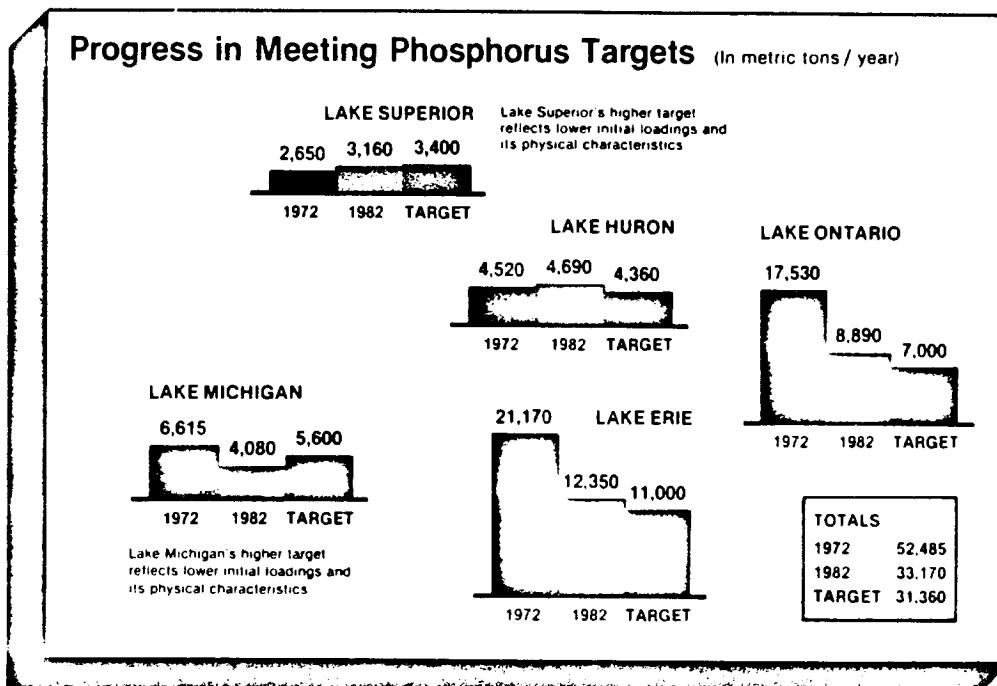 Progress in Meeting Phosphorus Targets (In metric tons / year)
LAKE SUPERIOR
Lake Superior's higher target
reflects lower initial loadings and
its physical characteristics
2,650 3,160 3,400
1972 1982 TARGET
LAKE HURON
4,520 4,690 4,360
1972 1982 TARGET
LAKE ONTARIO
17,530
8,890
7,000
1972 1982 TARGET
LAKE MICHIGAN
6,615
4,080
5,600
1972 1982 TARGET
Lake Michigan's higher target
reflects lower initial loadings and
its physical characteristics
LAKE ERIE
21,170
12,350
11,000
1972 1982 TARGET
TOTALS
1972 52.485
1982 33.170
TARGET 31.360